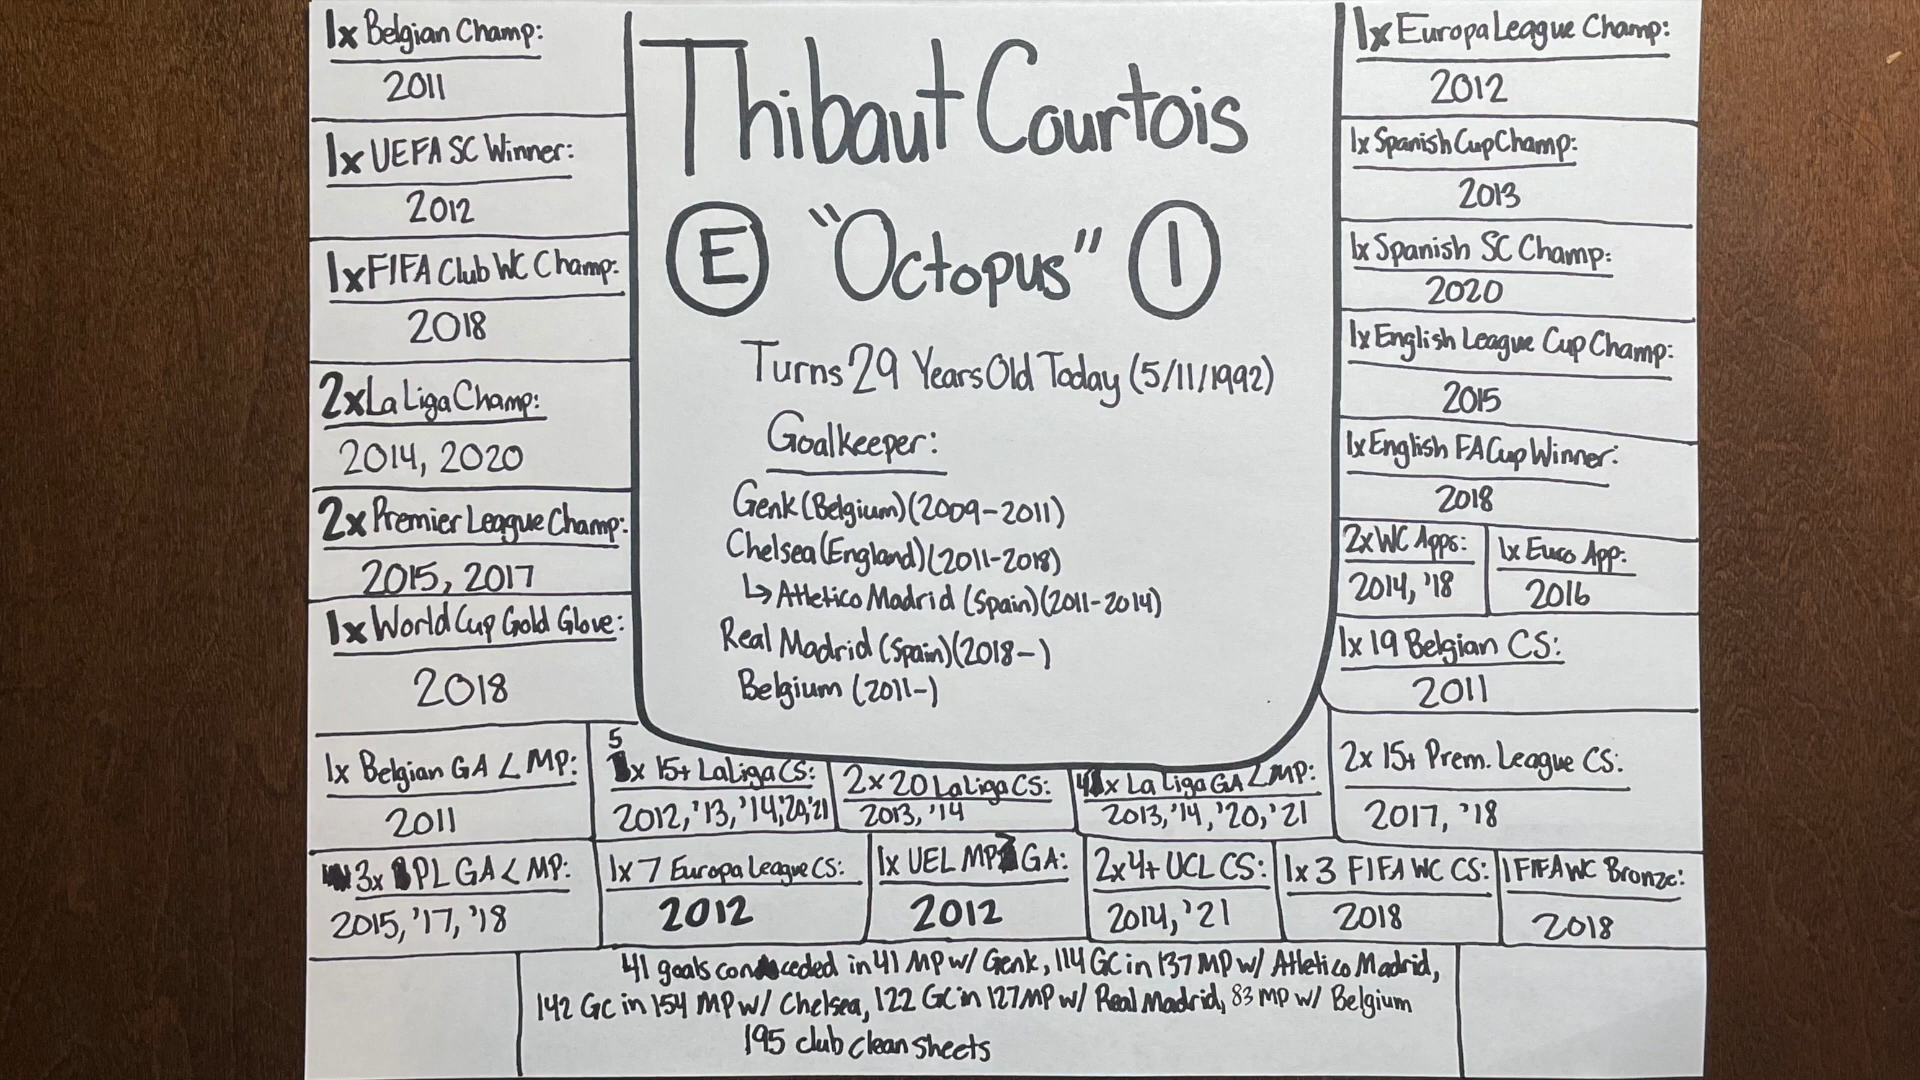 1x Belgian Champ:
2011
1x UEFA SC Winner:
2012
1x FIFA Club WC Champ:
2018
2x La Liga Champ:
2014, 2020
2x Premier League Champ:
2015, 2017
1x World Cup Gold Glove:
2018
Thibaut Courtois
E "Octopus" 1
Turns 29 Years Old Today (5/11/1992)
Goalkeeper:
Genk (Belgium) (2009-2011)
Chelsea (England) (2011-2018)
↳ Atletico Madrid (Spain) (2011-2014)
Real Madrid (Spain) (2018- )
Belgium (2011-)
1x Europa League Champ:
2012
1x Spanish Cup Champ:
2013
1x Spanish SC Champ:
2020
1x English League Cup Champ:
2015
1x English FA Cup Winner:
2018
2x WC Apps:
2014, '18
1x Euro App:
2016
1x 19 Belgian CS:
2011
1x Belgian GA < MP:
2011
5x 15+ La Liga CS:
2012, '13, '14, '20, '21
2x 20 La Liga CS:
2013, '14
4x La Liga GA < MP:
2013, '14, '20, '21
2x 15+ Prem. League CS:
2017, '18
3x PL GA < MP:
2015, '17, '18
1x 7 Europa League CS:
2012
1x UEL MP GA:
2012
2x 4+ UCL CS:
2014, '21
1x 3 FIFA WC CS:
2018
1 FIFA WC Bronze:
2018
41 goals conceded in 41 MP w/ Genk, 114 GC in 137 MP w/ Atletico Madrid,
142 GC in 154 MP w/ Chelsea, 122 GC in 127 MP w/ Real Madrid, 83 MP w/ Belgium
195 club clean sheets